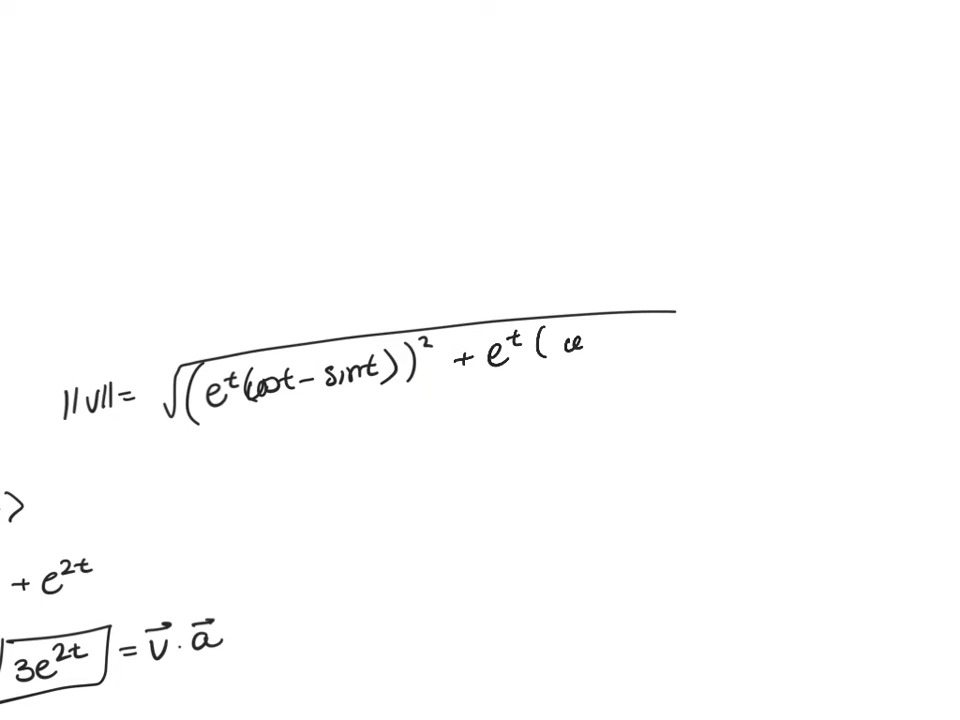 ||v|| = √((e^t(cost - sint))^2 + e^t(
>
+ e^2t
3e^2t = v⃗ · a⃗